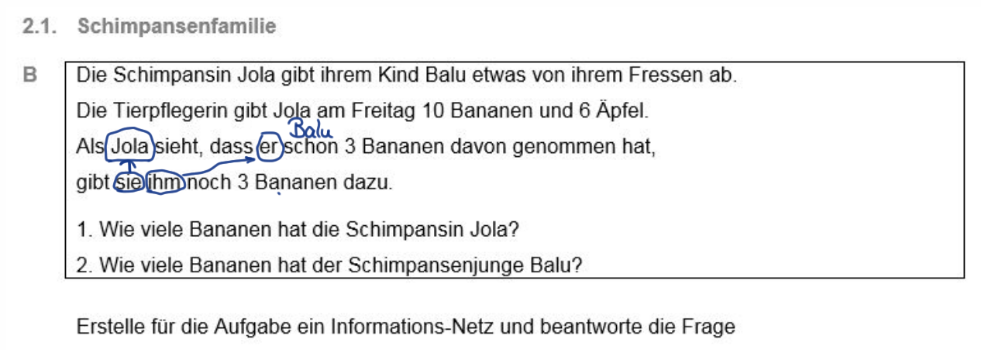 2.1. Schimpansenfamilie
B
Die Schimpansin Jola gibt ihrem Kind Balu etwas von ihrem Fressen ab.
Die Tierpflegerin gibt Jola am Freitag 10 Bananen und 6 Äpfel.
Balu
Als Jola sieht, dass er schon 3 Bananen davon genommen hat,
gibt sie ihm noch 3 Bananen dazu.
1. Wie viele Bananen hat die Schimpansin Jola?
2. Wie viele Bananen hat der Schimpansenjunge Balu?
Erstelle für die Aufgabe ein Informations-Netz und beantworte die Frage